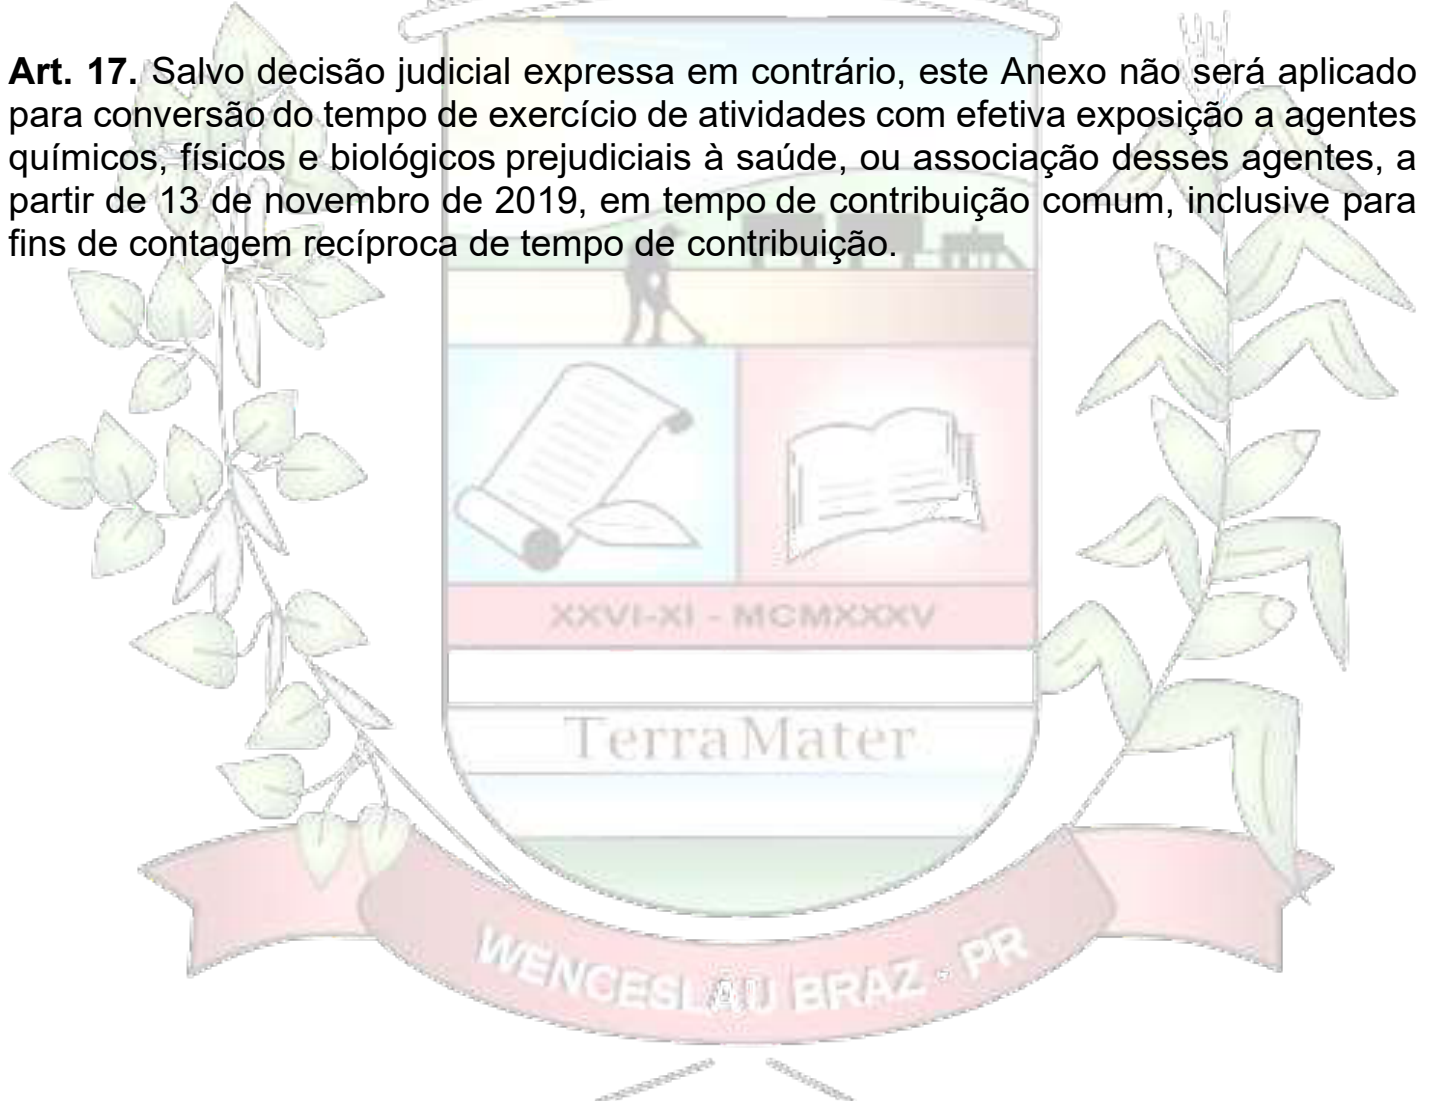 Art. 17. Salvo decisão judicial expressa em contrário, este Anexo não será aplicado
para conversão do tempo de exercício de atividades com efetiva exposição a agentes
químicos, físicos e biológicos prejudiciais à saúde, ou associação desses agentes, a
partir de 13 de novembro de 2019, em tempo de contribuição comum, inclusive para
fins de contagem recíproca de tempo de contribuição.
XXVI-XI - MCMXXXV
Terra Mater
WENCESLAU BRAZ - PR